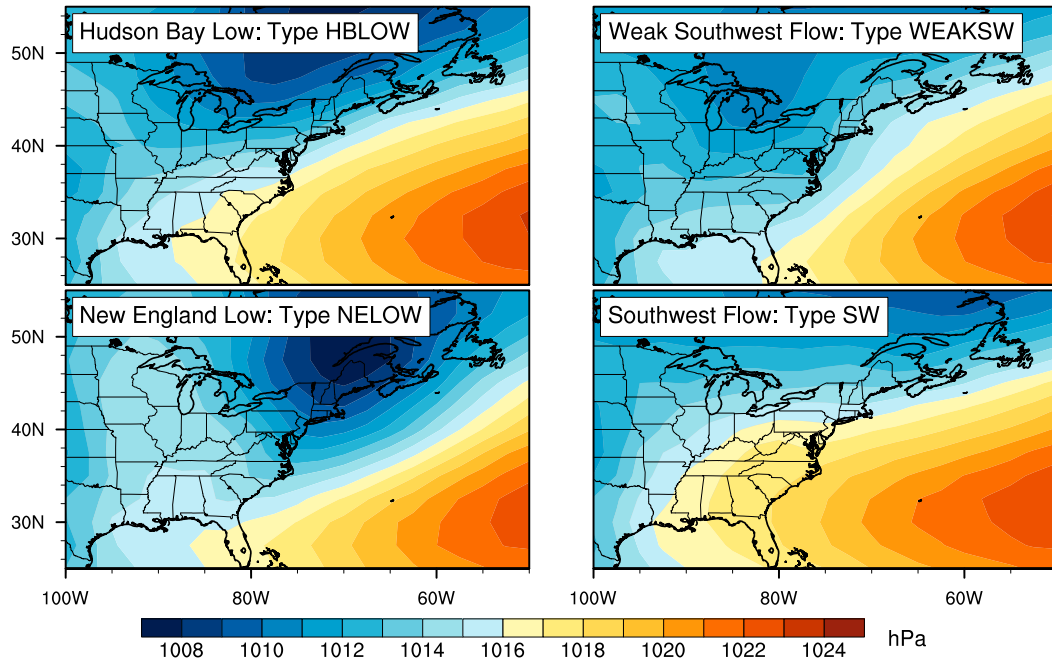 Hudson Bay Low: Type HBLOW
Weak Southwest Flow: Type WEAKSW
50N
40N
30N
New England Low: Type NELOW
Southwest Flow: Type SW
50N
40N
30N
100W 80W 60W 100W 80W 60W
1008 1010 1012 1014 1016 1018 1020 1022 1024 hPa